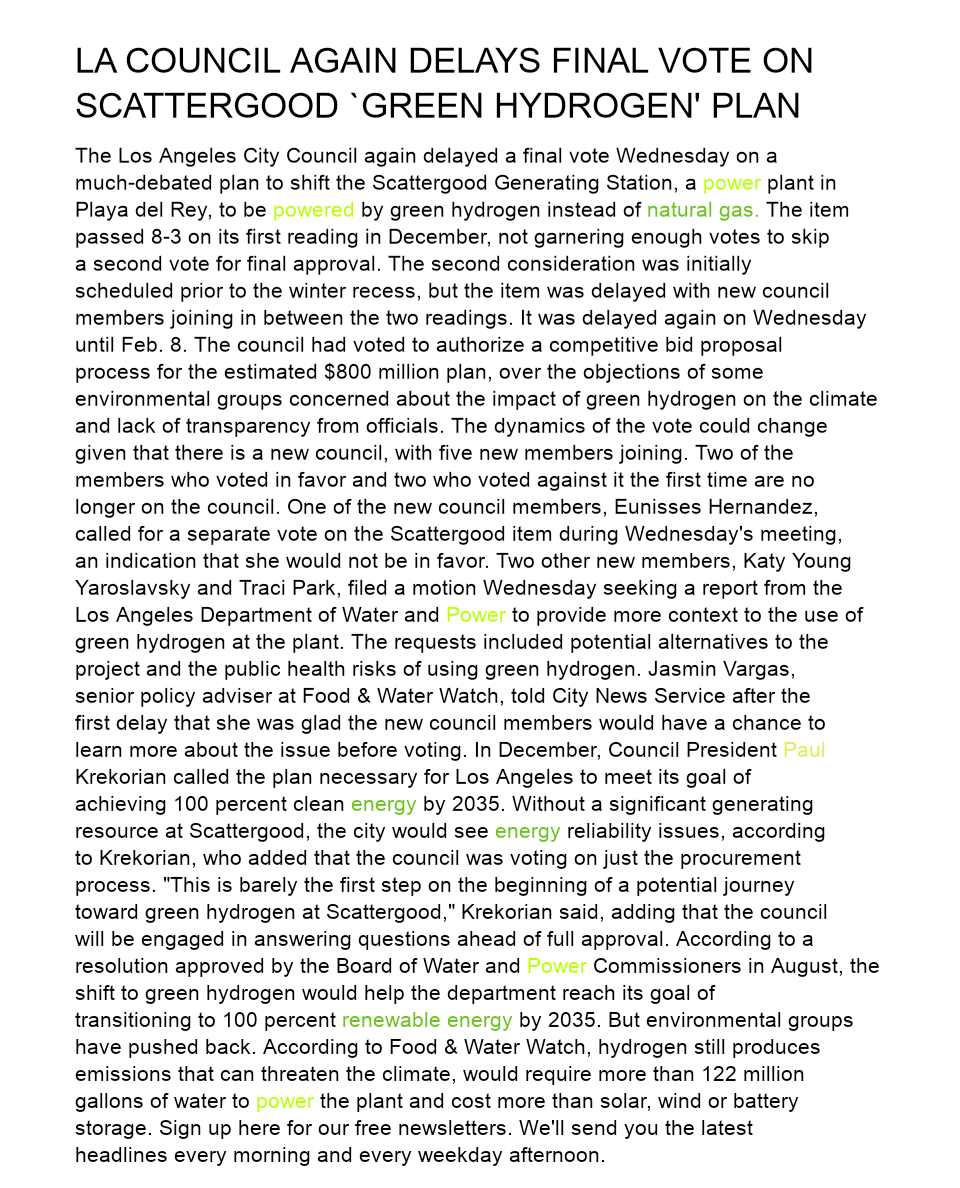 LA COUNCIL AGAIN DELAYS FINAL VOTE ON
SCATTERGOOD `GREEN HYDROGEN' PLAN
The Los Angeles City Council again delayed a final vote Wednesday on a
much-debated plan to shift the Scattergood Generating Station, a power plant in
Playa del Rey, to be powered by green hydrogen instead of natural gas. The item
passed 8-3 on its first reading in December, not garnering enough votes to skip
a second vote for final approval. The second consideration was initially
scheduled prior to the winter recess, but the item was delayed with new council
members joining in between the two readings. It was delayed again on Wednesday
until Feb. 8. The council had voted to authorize a competitive bid proposal
process for the estimated $800 million plan, over the objections of some
environmental groups concerned about the impact of green hydrogen on the climate
and lack of transparency from officials. The dynamics of the vote could change
given that there is a new council, with five new members joining. Two of the
members who voted in favor and two who voted against it the first time are no
longer on the council. One of the new council members, Eunisses Hernandez,
called for a separate vote on the Scattergood item during Wednesday's meeting,
an indication that she would not be in favor. Two other new members, Katy Young
Yaroslavsky and Traci Park, filed a motion Wednesday seeking a report from the
Los Angeles Department of Water and Power to provide more context to the use of
green hydrogen at the plant. The requests included potential alternatives to the
project and the public health risks of using green hydrogen. Jasmin Vargas,
senior policy adviser at Food & Water Watch, told City News Service after the
first delay that she was glad the new council members would have a chance to
learn more about the issue before voting. In December, Council President Paul
Krekorian called the plan necessary for Los Angeles to meet its goal of
achieving 100 percent clean energy by 2035. Without a significant generating
resource at Scattergood, the city would see energy reliability issues, according
to Krekorian, who added that the council was voting on just the procurement
process. "This is barely the first step on the beginning of a potential journey
toward green hydrogen at Scattergood," Krekorian said, adding that the council
will be engaged in answering questions ahead of full approval. According to a
resolution approved by the Board of Water and Power Commissioners in August, the
shift to green hydrogen would help the department reach its goal of
transitioning to 100 percent renewable energy by 2035. But environmental groups
have pushed back. According to Food & Water Watch, hydrogen still produces
emissions that can threaten the climate, would require more than 122 million
gallons of water to power the plant and cost more than solar, wind or battery
storage. Sign up here for our free newsletters. We'll send you the latest
headlines every morning and every weekday afternoon.